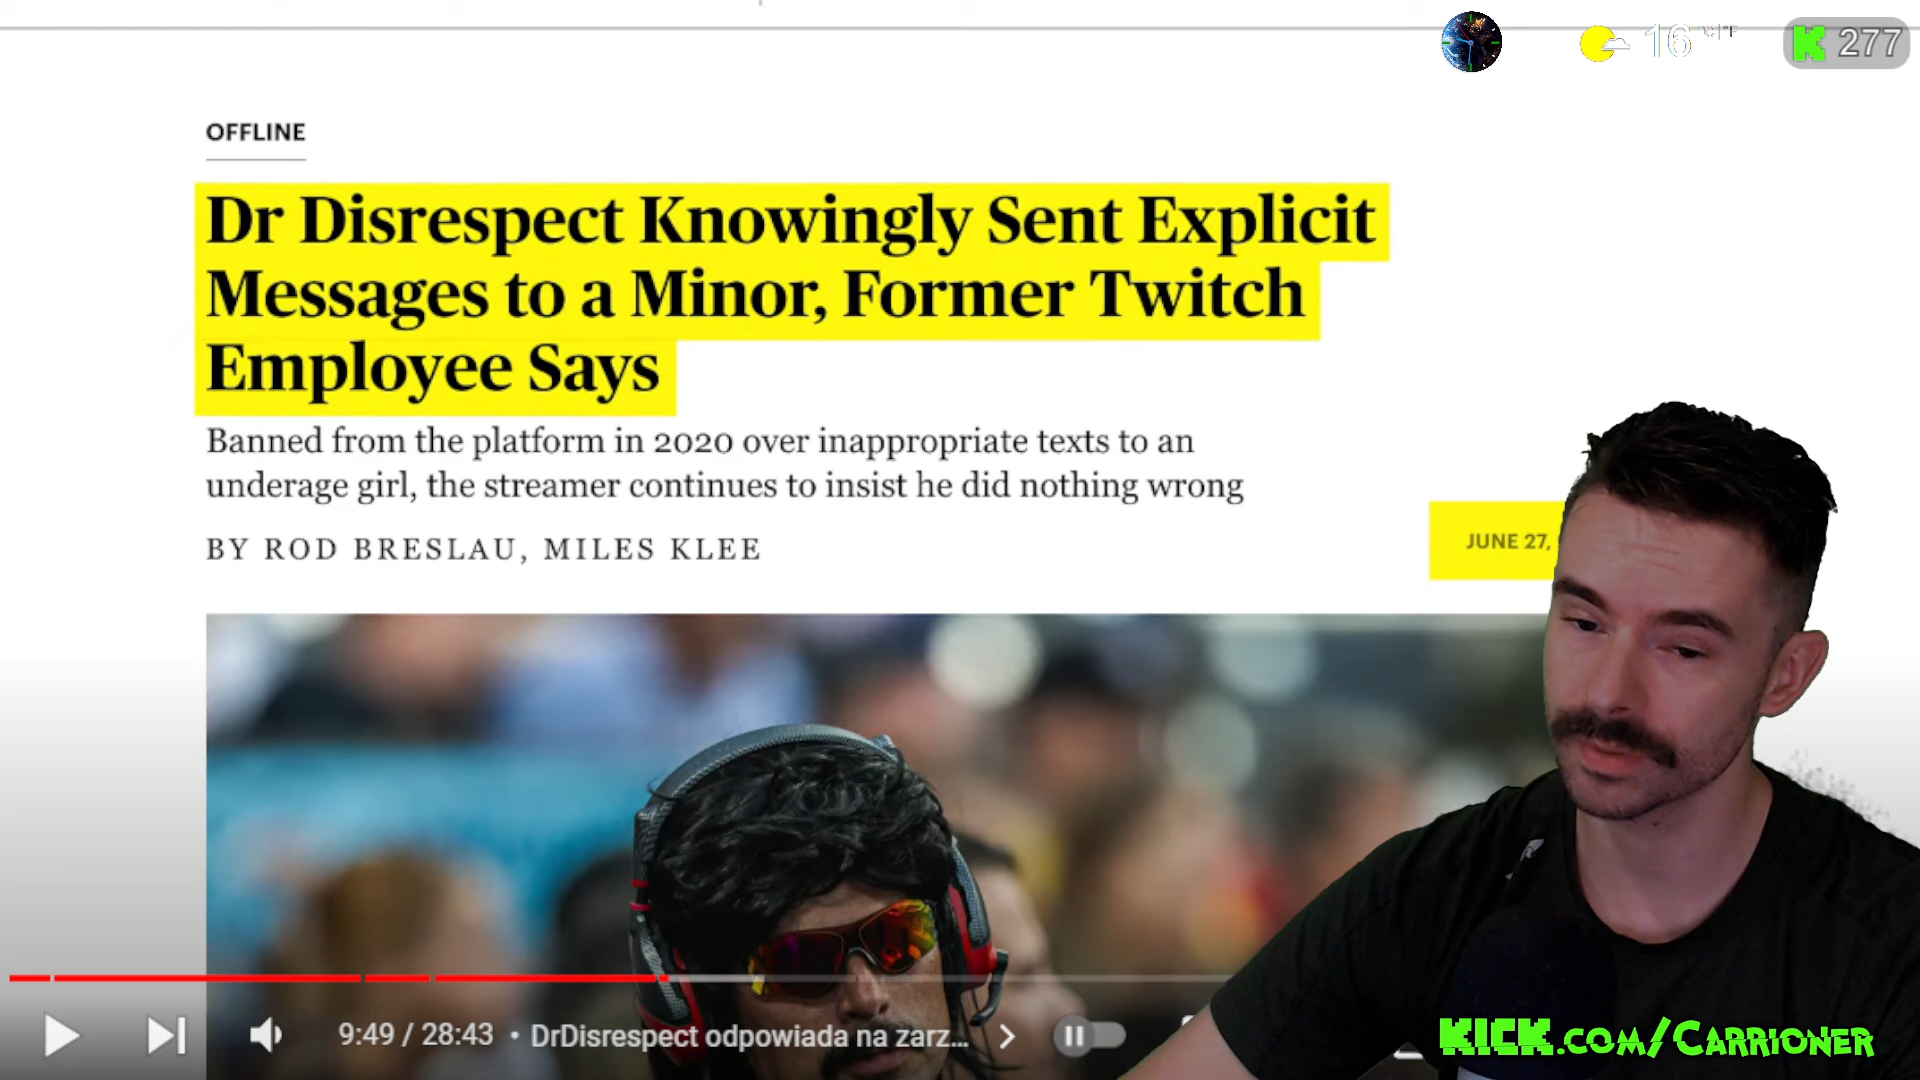 16 °C|°F
K 277
OFFLINE
Dr Disrespect Knowingly Sent Explicit
Messages to a Minor, Former Twitch
Employee Says
Banned from the platform in 2020 over inappropriate texts to an
underage girl, the streamer continues to insist he did nothing wrong
BY ROD BRESLAU, MILES KLEE
JUNE 27,
9:49 / 28:43 • DrDisrespect odpowiada na zarz...
KICK.COM/CARRIONER